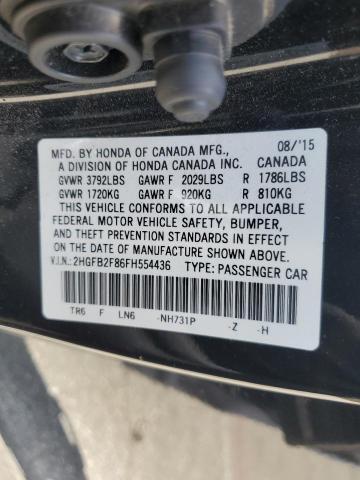 MFD. BY HONDA OF CANADA MFG., 08/'15
A DIVISION OF HONDA CANADA INC. CANADA
GVWR 3792LBS GAWR F 2029LBS R 1786LBS
GVWR 1720KG GAWR F 920KG R 810KG
THIS VEHICLE CONFORMS TO ALL APPLICABLE
FEDERAL MOTOR VEHICLE SAFETY, BUMPER,
AND THEFT PREVENTION STANDARDS IN EFFECT
ON THE DATE OF MANUFACTURE SHOWN ABOVE.
V.I.N.: 2HGFB2F86FH554436 TYPE: PASSENGER CAR
TR6 F LN6 -NH731P -Z -H